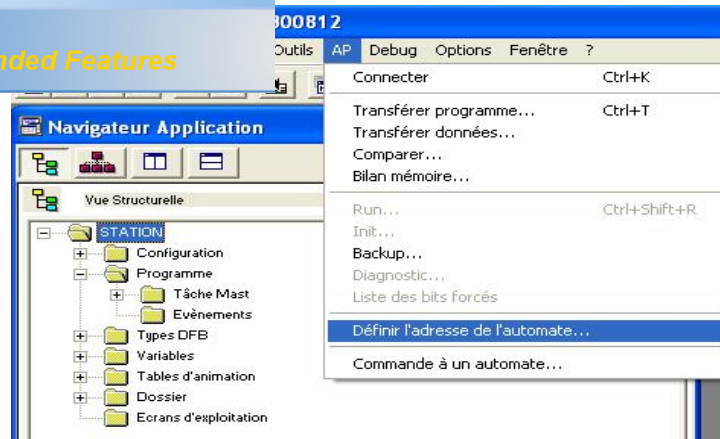 Features
Outils AP Debug Options Fenêtre ?
Connecter Ctrl+K
Transférer programme... Ctrl+T
Transférer données...
Comparer...
Bilan mémoire...
Run... Ctrl+Shift+R
Init...
Backup...
Diagnostic...
Liste des bits forcés
Définir l'adresse de l'automate...
Commande à un automate...
Navigateur Application
Vue Structurelle
STATION
Configuration
Programme
Tâche Mast
Evènements
Types DFB
Variables
Tables d'animation
Dossier
Ecrans d'exploitation